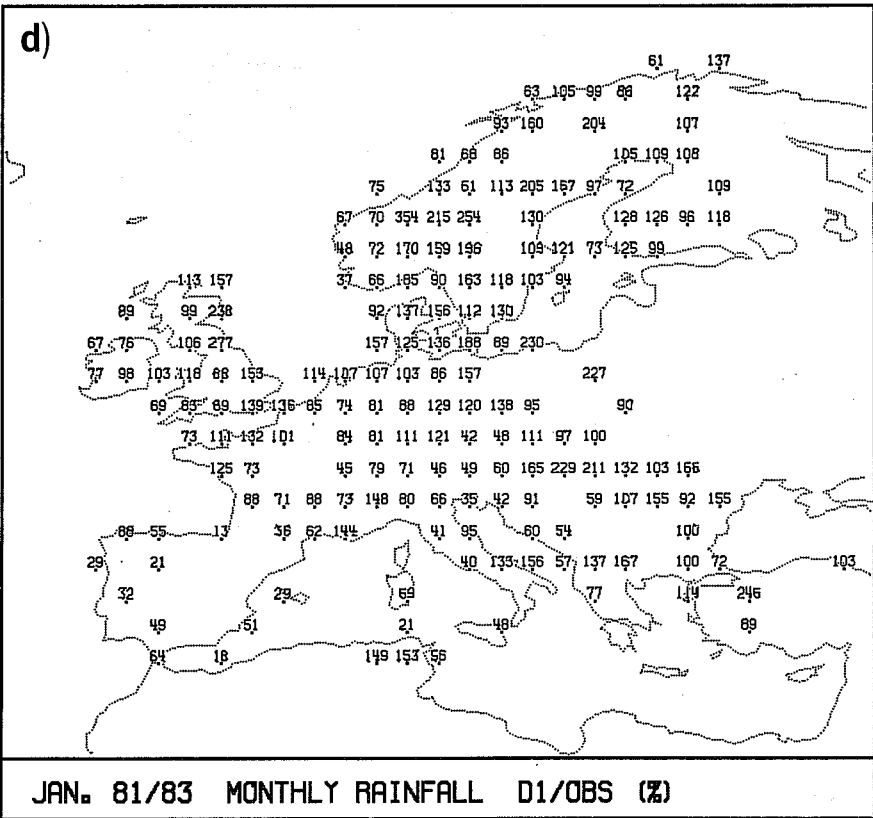 d)
61 137
63 105 99 86 122
93 160 204 107
81 68 86 105 109 108
75 133 61 113 205 167 97 72 109
67 70 354 215 254 130 128 126 96 118
48 72 170 159 196 109 121 73 125 99
113 157 37 66 185 90 163 118 103 94
89 99 238 92 137 156 112 130
67 76 106 277 157 125 136 188 89 230
77 98 103 118 68 153 114 107 107 103 86 157 227
69 83 89 139 136 85 74 81 88 129 120 138 95 90
73 111 132 101 84 81 111 121 42 48 111 97 100
125 73 45 79 71 46 49 60 165 229 211 132 103 166
88 71 88 73 148 80 66 35 42 91 59 107 155 92 155
88 55 13 36 62 144 41 95 60 54 100
29 21 40 133 156 57 137 167 100 72 103
32 29 69 77 114 246
49 51 21 48 89
64 18 149 153 56
JAN. 81/83 MONTHLY RAINFALL D1/OBS (%)